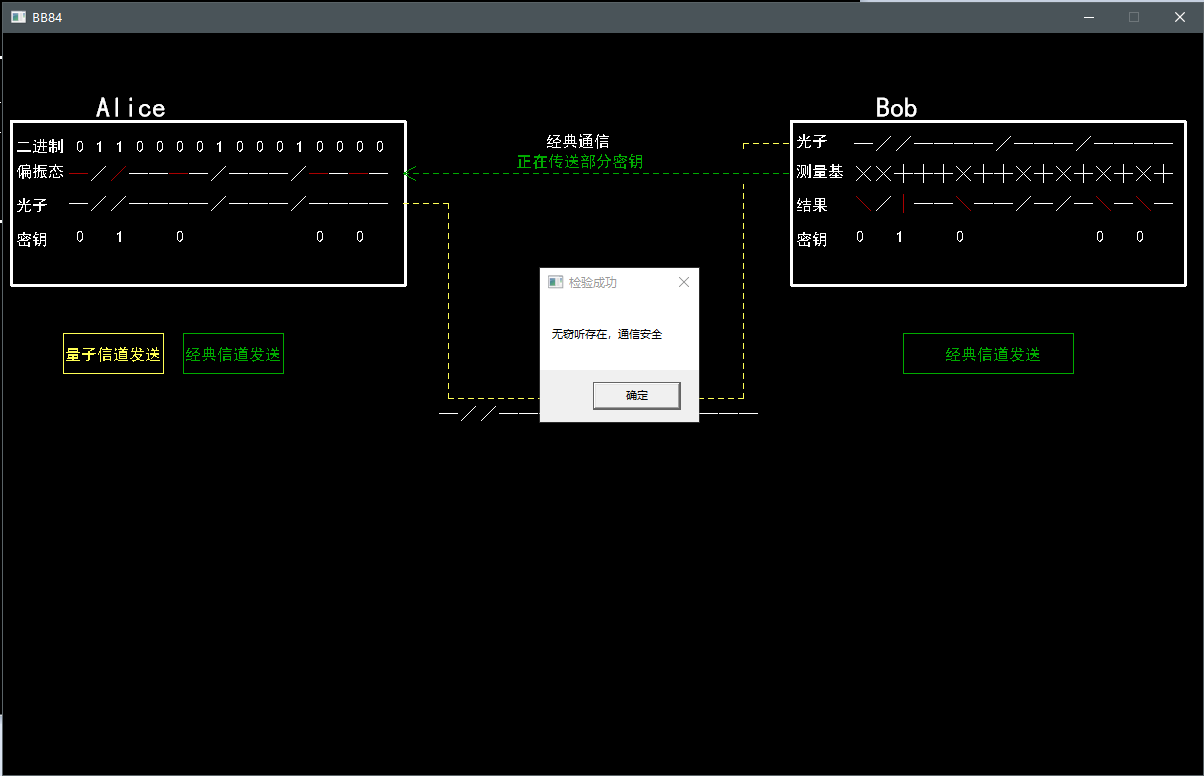 BB84
Alice
Bob
二进制 0 1 1 0 0 0 0 1 0 0 0 1 0 0 0 0
偏振态
光子
密钥 0 1 0 0 0
经典通信
正在传送部分密钥
光子
测量基
结果
密钥 0 1 0 0 0
检验成功
无窃听存在，通信安全
确定
量子信道发送
经典信道发送
经典信道发送